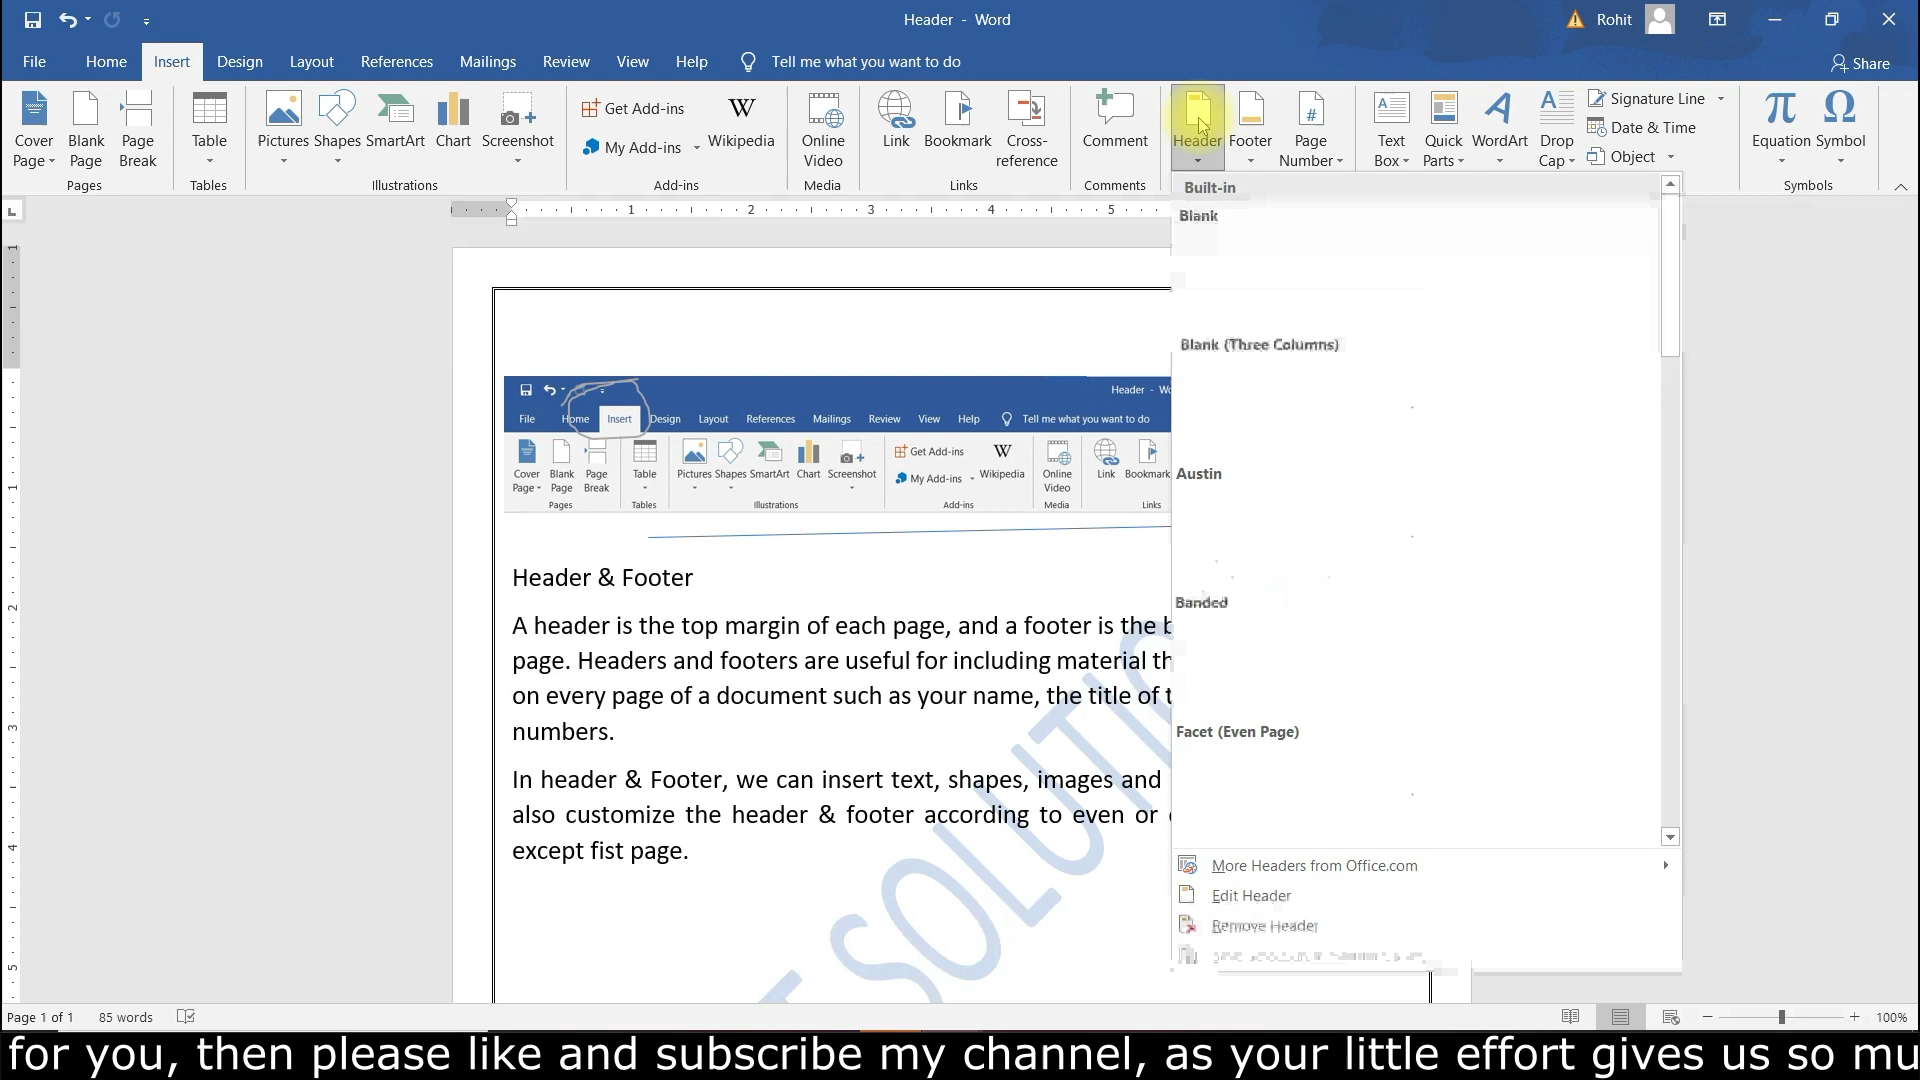 Header - Word
Rohit
File Home Insert Design Layout References Mailings Review View Help Tell me what you want to do
Share
Cover Page Blank Page Page Break
Pages
Table
Tables
Pictures Shapes SmartArt Chart Screenshot
Illustrations
Get Add-ins
My Add-ins
Wikipedia
Add-ins
Online Video
Media
Link Bookmark Cross-reference
Links
Comment
Comments
Header Footer Page Number
Text Box Quick Parts WordArt Drop Cap
Signature Line
Date & Time
Object
Equation Symbol
Symbols
1 2 3 4 5
Built-in
Blank
Blank (Three Columns)
Austin
Banded
Facet (Even Page)
More Headers from Office.com
Edit Header
Remove Header
Header - Wo
File Home Insert Design Layout References Mailings Review View Help Tell me what you want to do
Cover Page Blank Page Page Break
Pages
Table
Tables
Pictures Shapes SmartArt Chart Screenshot
Illustrations
Get Add-ins
My Add-ins
Wikipedia
Add-ins
Online Video
Media
Link Bookmark
Links
Header & Footer
A header is the top margin of each page, and a footer is the b
page. Headers and footers are useful for including material th
on every page of a document such as your name, the title of t
numbers.
In header & Footer, we can insert text, shapes, images and
also customize the header & footer according to even or
except fist page.
SOLUTIO
Page 1 of 1 85 words
100%
for you, then please like and subscribe my channel, as your little effort gives us so mu